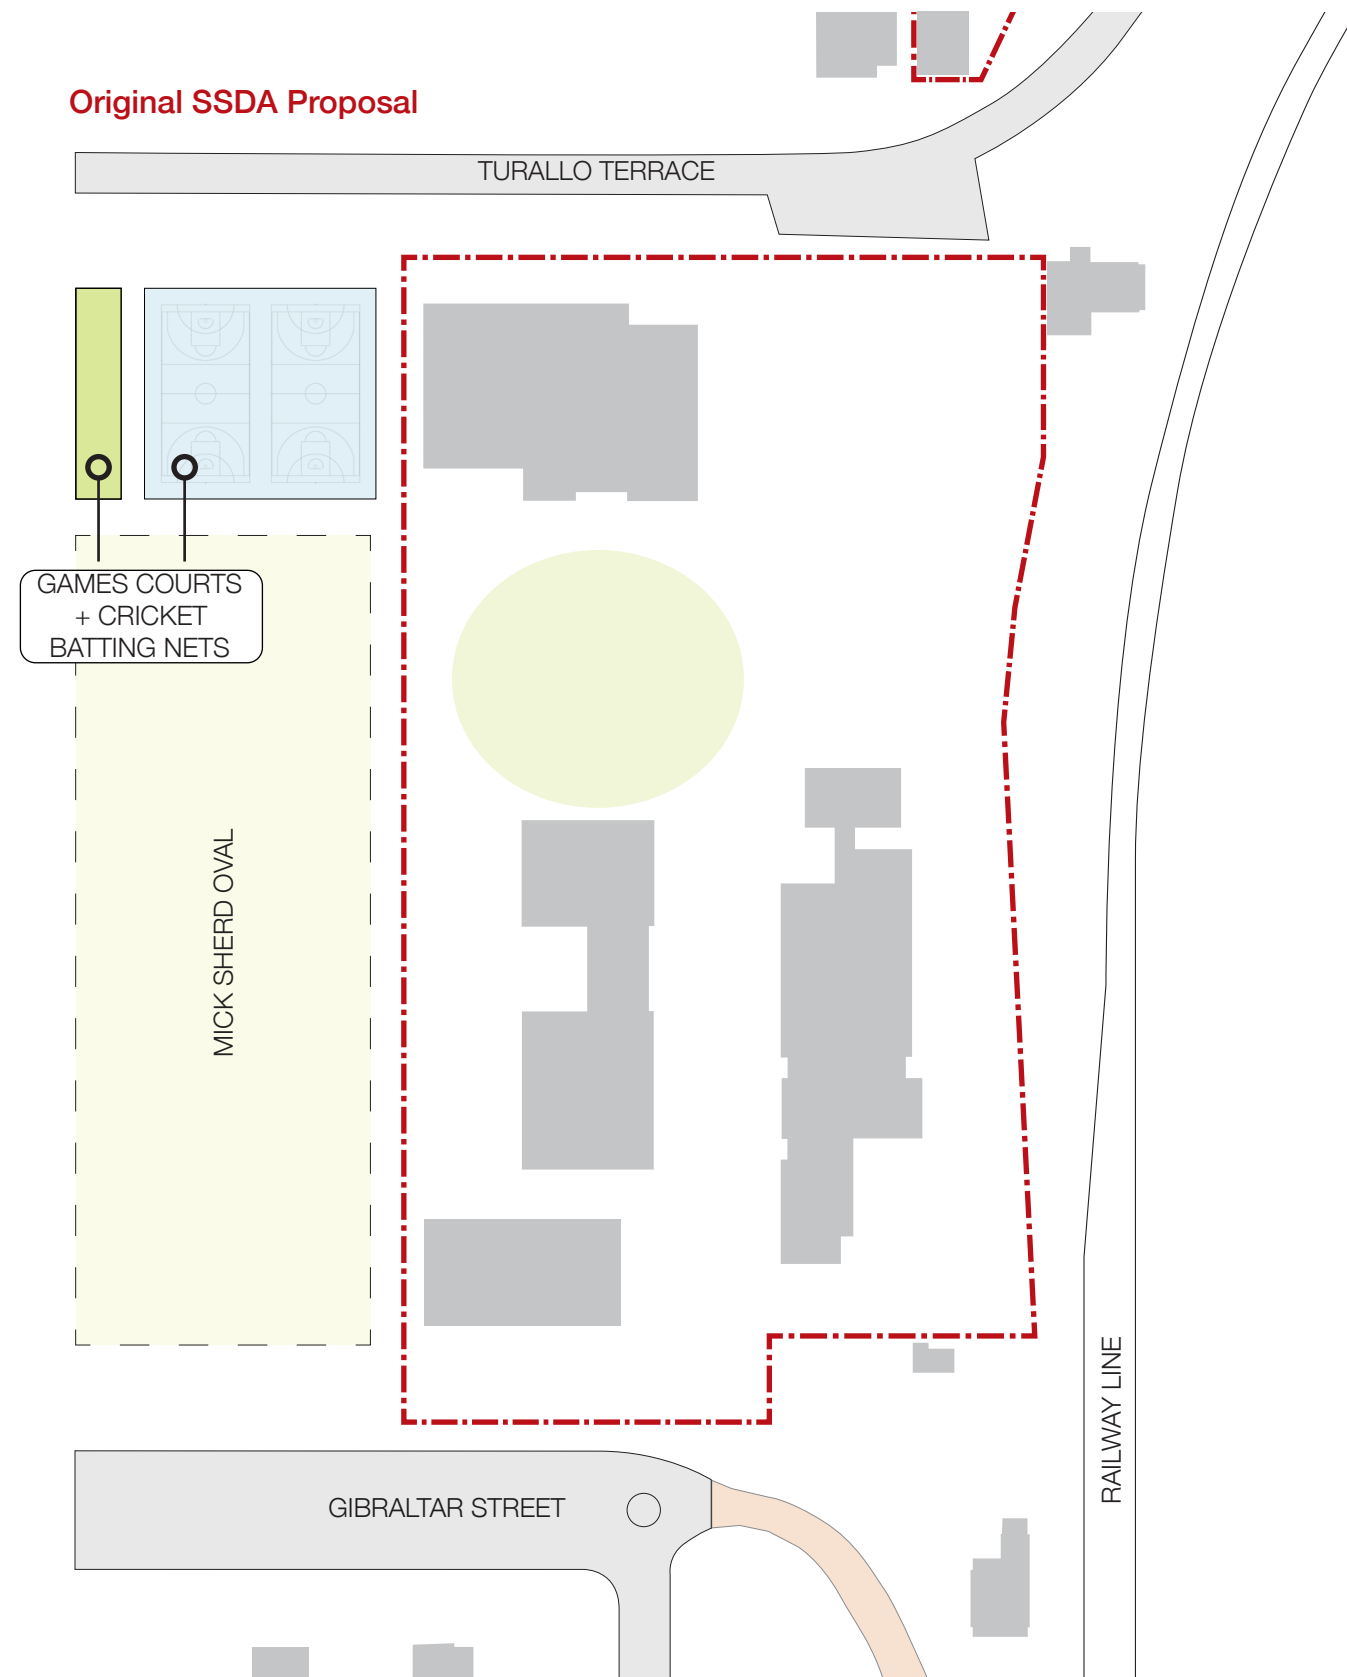 Original SSDA Proposal
TURALLO TERRACE
GAMES COURTS
+ CRICKET
BATTING NETS
MICK SHERD OVAL
RAILWAY LINE
GIBRALTAR STREET